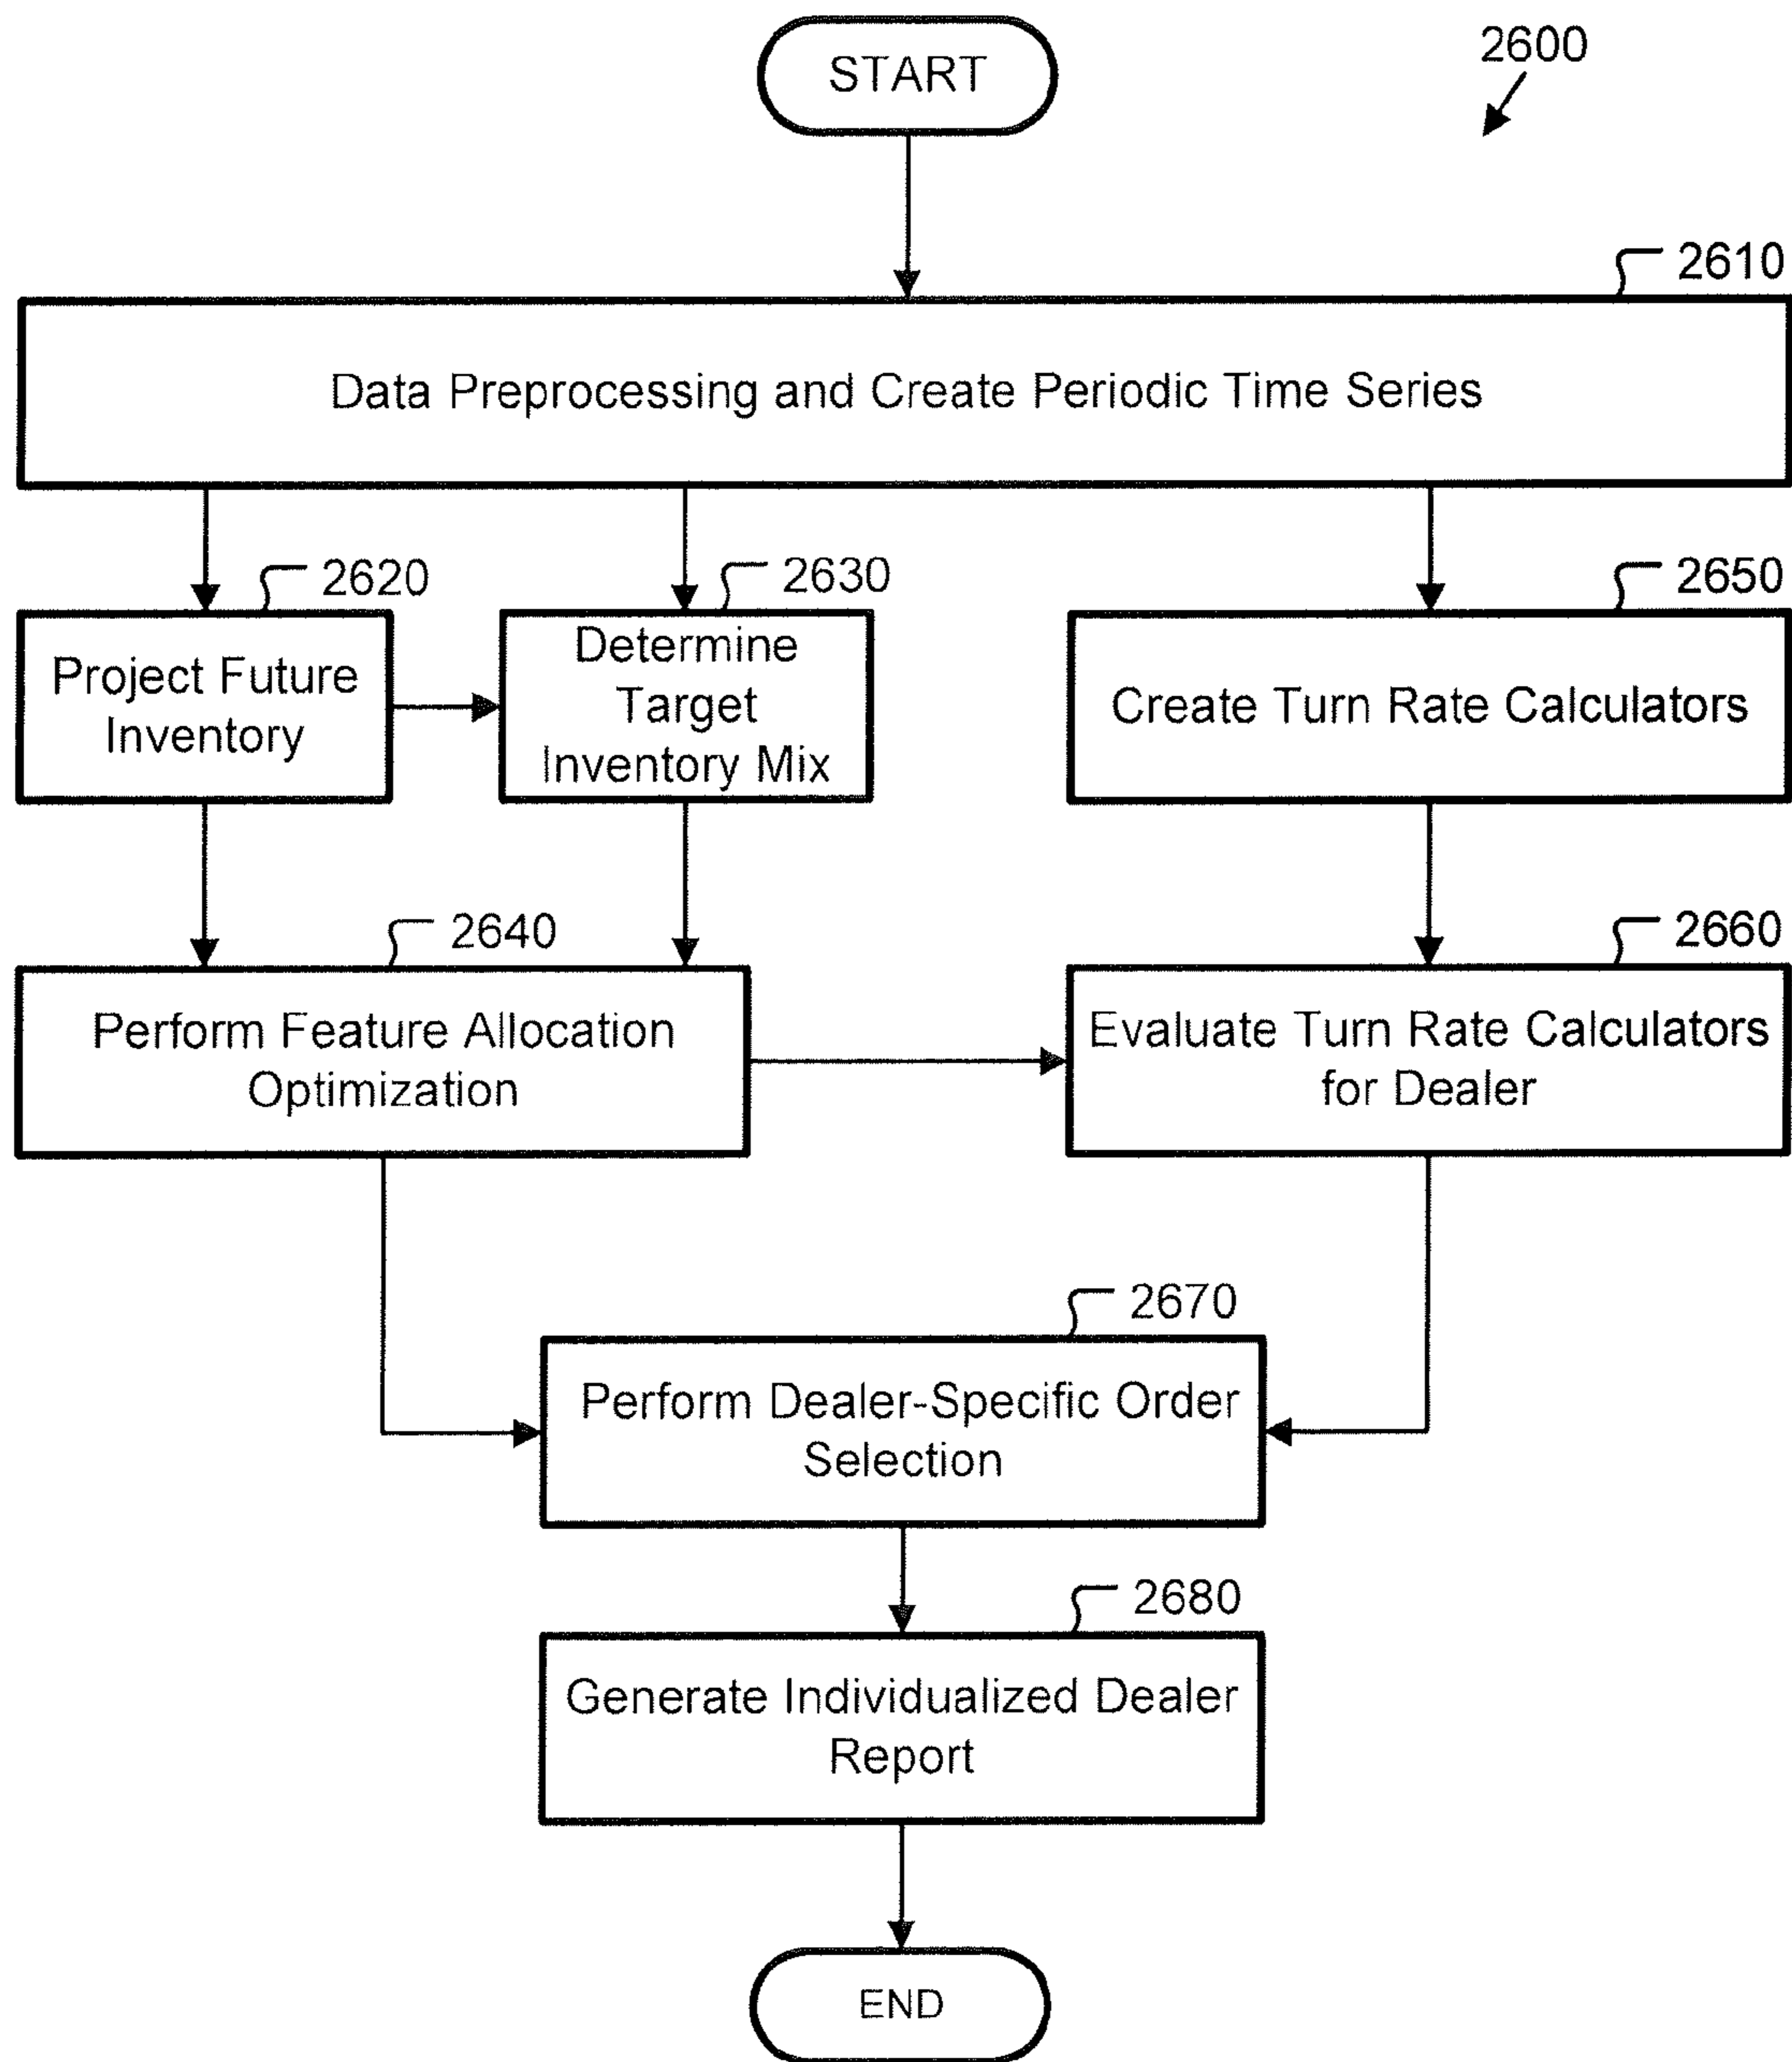 START
2600
2610
Data Preprocessing and Create Periodic Time Series
2620
2630
2650
Project Future
Inventory
Determine
Target
Inventory Mix
Create Turn Rate Calculators
2640
2660
Perform Feature Allocation
Optimization
Evaluate Turn Rate Calculators
for Dealer
2670
Perform Dealer-Specific Order
Selection
2680
Generate Individualized Dealer
Report
END